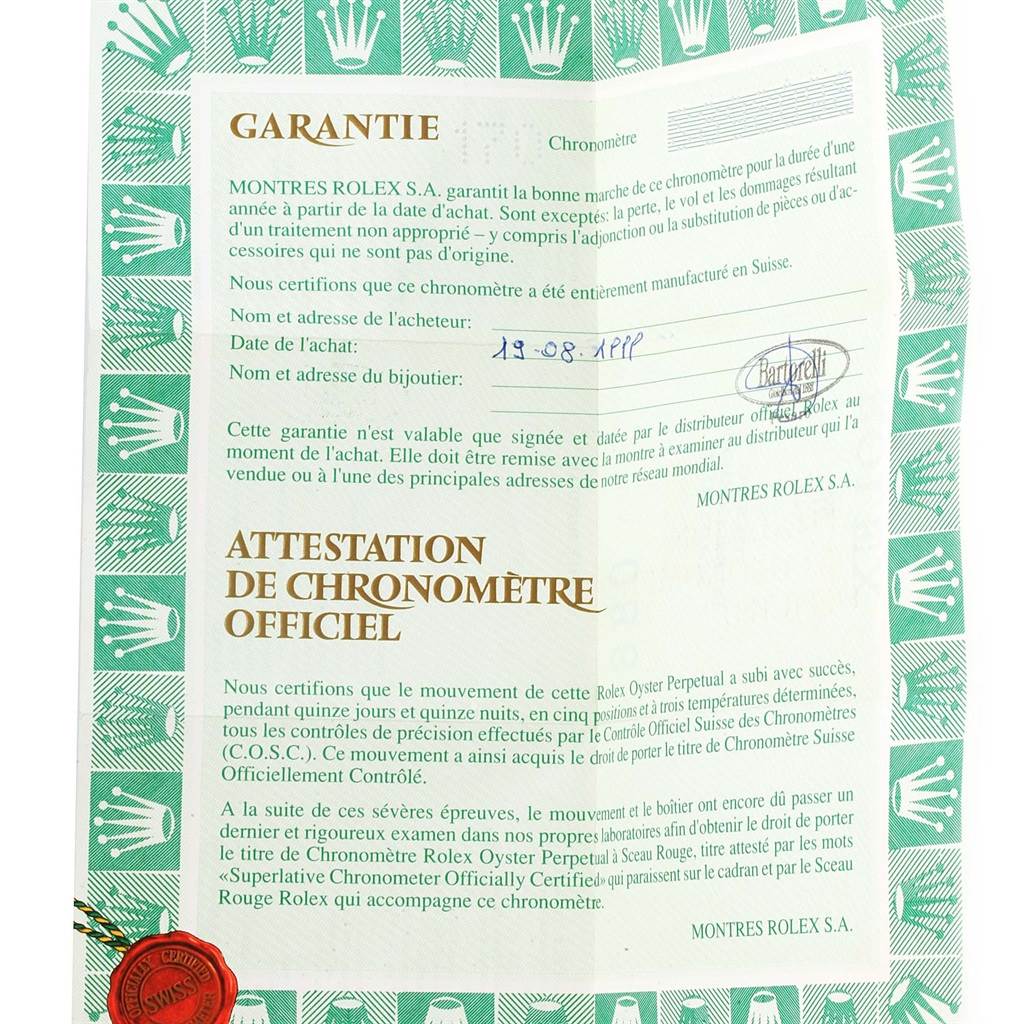 GARANTIE
Chronomètre
MONTRES ROLEX S.A. garantit la bonne marche de ce chronomètre pour la durée d'une
année à partir de la date d'achat. Sont exceptés: la perte, le vol et les dommages résultant
d'un traitement non approprié – y compris l'adjonction ou la substitution de pièces ou d'ac-
cessoires qui ne sont pas d'origine.
Nous certifions que ce chronomètre a été entièrement manufacturé en Suisse.
Nom et adresse de l'acheteur:
Date de l'achat: 19-08.1999
Nom et adresse du bijoutier:
Bartorelli
Cette garantie n'est valable que signée et datée par le distributeur officiel Rolex au
moment de l'achat. Elle doit être remise avec la montre à examiner au distributeur qui l'a
vendue ou à l'une des principales adresses de notre réseau mondial.
MONTRES ROLEX S.A.
ATTESTATION
DE CHRONOMÈTRE
OFFICIEL
Nous certifions que le mouvement de cette Rolex Oyster Perpetual a subi avec succès,
pendant quinze jours et quinze nuits, en cinq positions et à trois températures déterminées,
tous les contrôles de précision effectués par le Contrôle Officiel Suisse des Chronomètres
(C.O.S.C.). Ce mouvement a ainsi acquis le droit de porter le titre de Chronomètre Suisse
Officiellement Contrôlé.
A la suite de ces sévères épreuves, le mouvement et le boîtier ont encore dû passer un
dernier et rigoureux examen dans nos propres laboratoires afin d'obtenir le droit de porter
le titre de Chronomètre Rolex Oyster Perpetual à Sceau Rouge, titre attesté par les mots
«Superlative Chronometer Officially Certified» qui paraissent sur le cadran et par le Sceau
Rouge Rolex qui accompagne ce chronomètre.
MONTRES ROLEX S.A.
OFFICIALLY CERTIFIED
SWISS